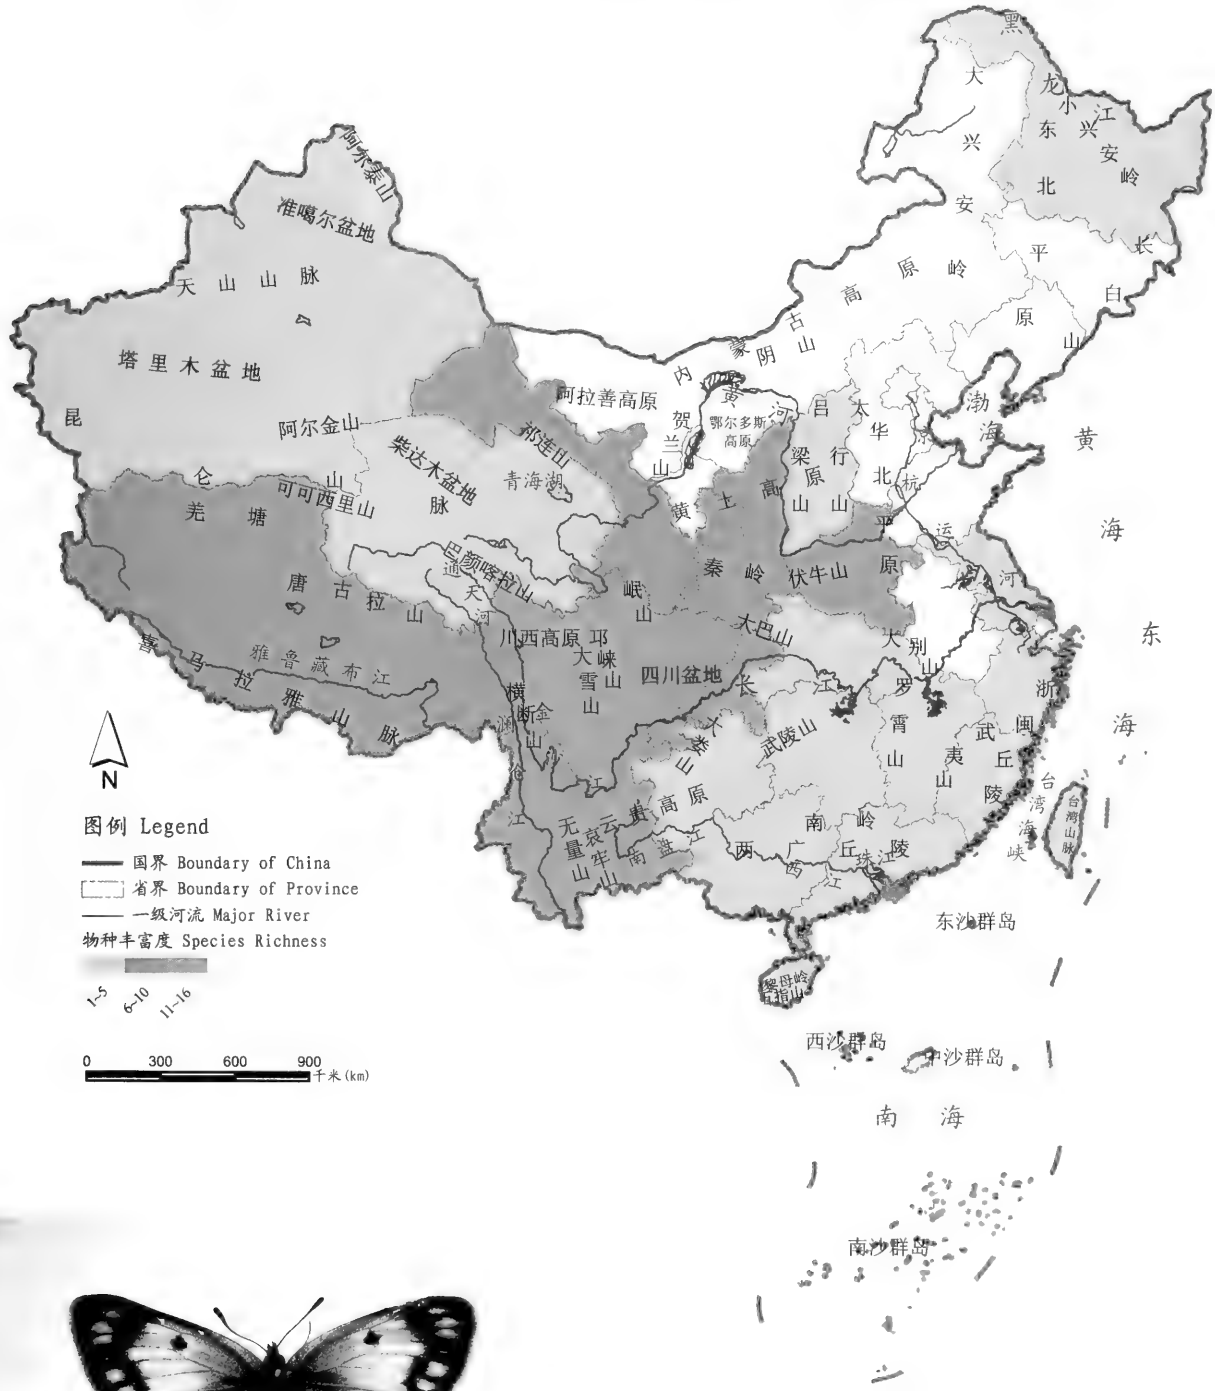 黑龙江
大兴安岭
小兴安岭
东北平原
长白山
阿尔泰山
准噶尔盆地
天山山脉
塔里木盆地
昆仑山脉
阿尔金山
祁连山
柴达木盆地
青海湖
可可西里山
羌塘
唐古拉山
巴颜喀拉山
通天河
喜马拉雅山脉
雅鲁藏布江
内蒙古高原
阴山
阿拉善高原
贺兰山
鄂尔多斯
高原
黄河
吕梁山
太行山
华北平原
京杭运河
渤海
黄海
东海
黄土高原
秦岭
伏牛山
岷山
大巴山
川西高原
邛崃山
大雪山
四川盆地
横断山
澜沧江
长江
大别山
罗霄山
武陵山
大娄山
武夷山
浙闽丘陵
台湾海峡
台湾山脉
无量山
哀牢山
云贵高原
南盘江
南岭
两广丘陵
西江
珠江
黎母岭
五指山
东沙群岛
西沙群岛
中沙群岛
南海
南沙群岛
N
图例 Legend
国界 Boundary of China
省界 Boundary of Province
一级河流 Major River
物种丰富度 Species Richness
1~5 6~10 11~16
0 300 600 900
千米(km)